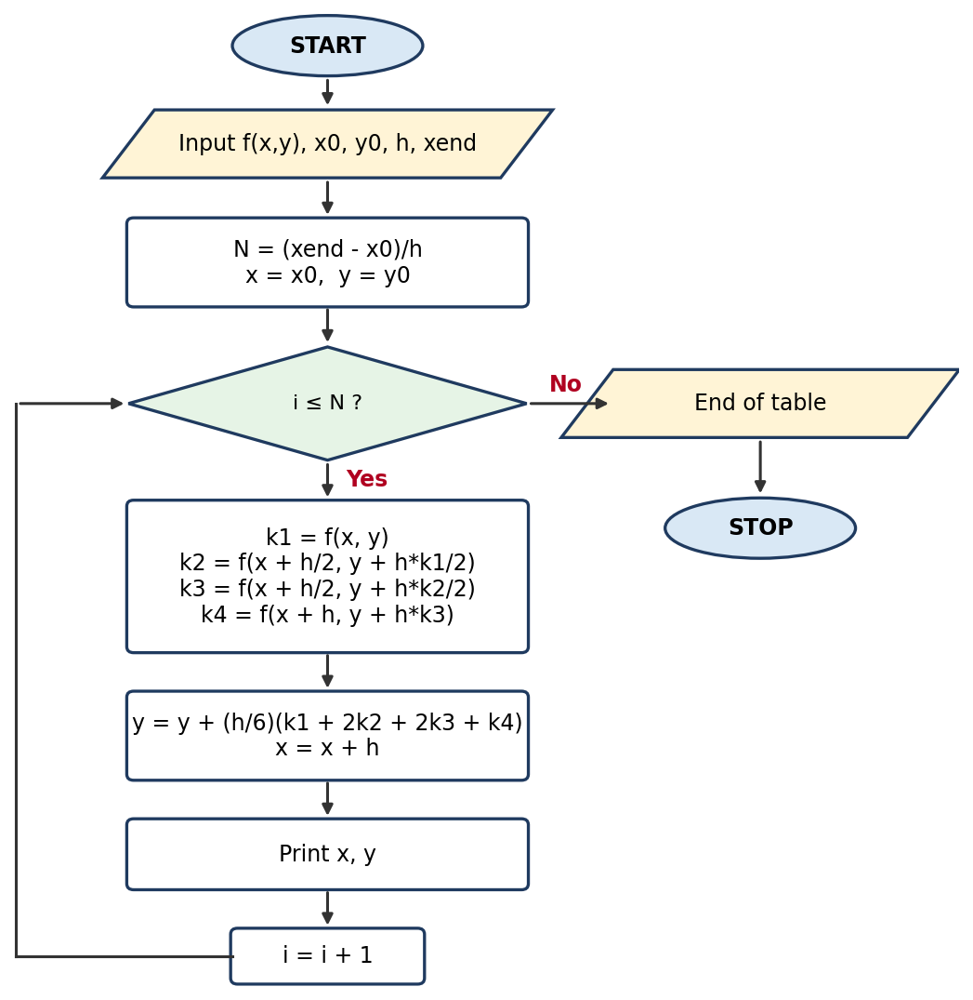 START
Input f(x,y), x0, y0, h, xend
N = (xend - x0)/h
x = x0,  y = y0
i ≤ N ?
No
End of table
Yes
STOP
k1 = f(x, y)
k2 = f(x + h/2, y + h*k1/2)
k3 = f(x + h/2, y + h*k2/2)
k4 = f(x + h, y + h*k3)
y = y + (h/6)(k1 + 2k2 + 2k3 + k4)
x = x + h
Print x, y
i = i + 1